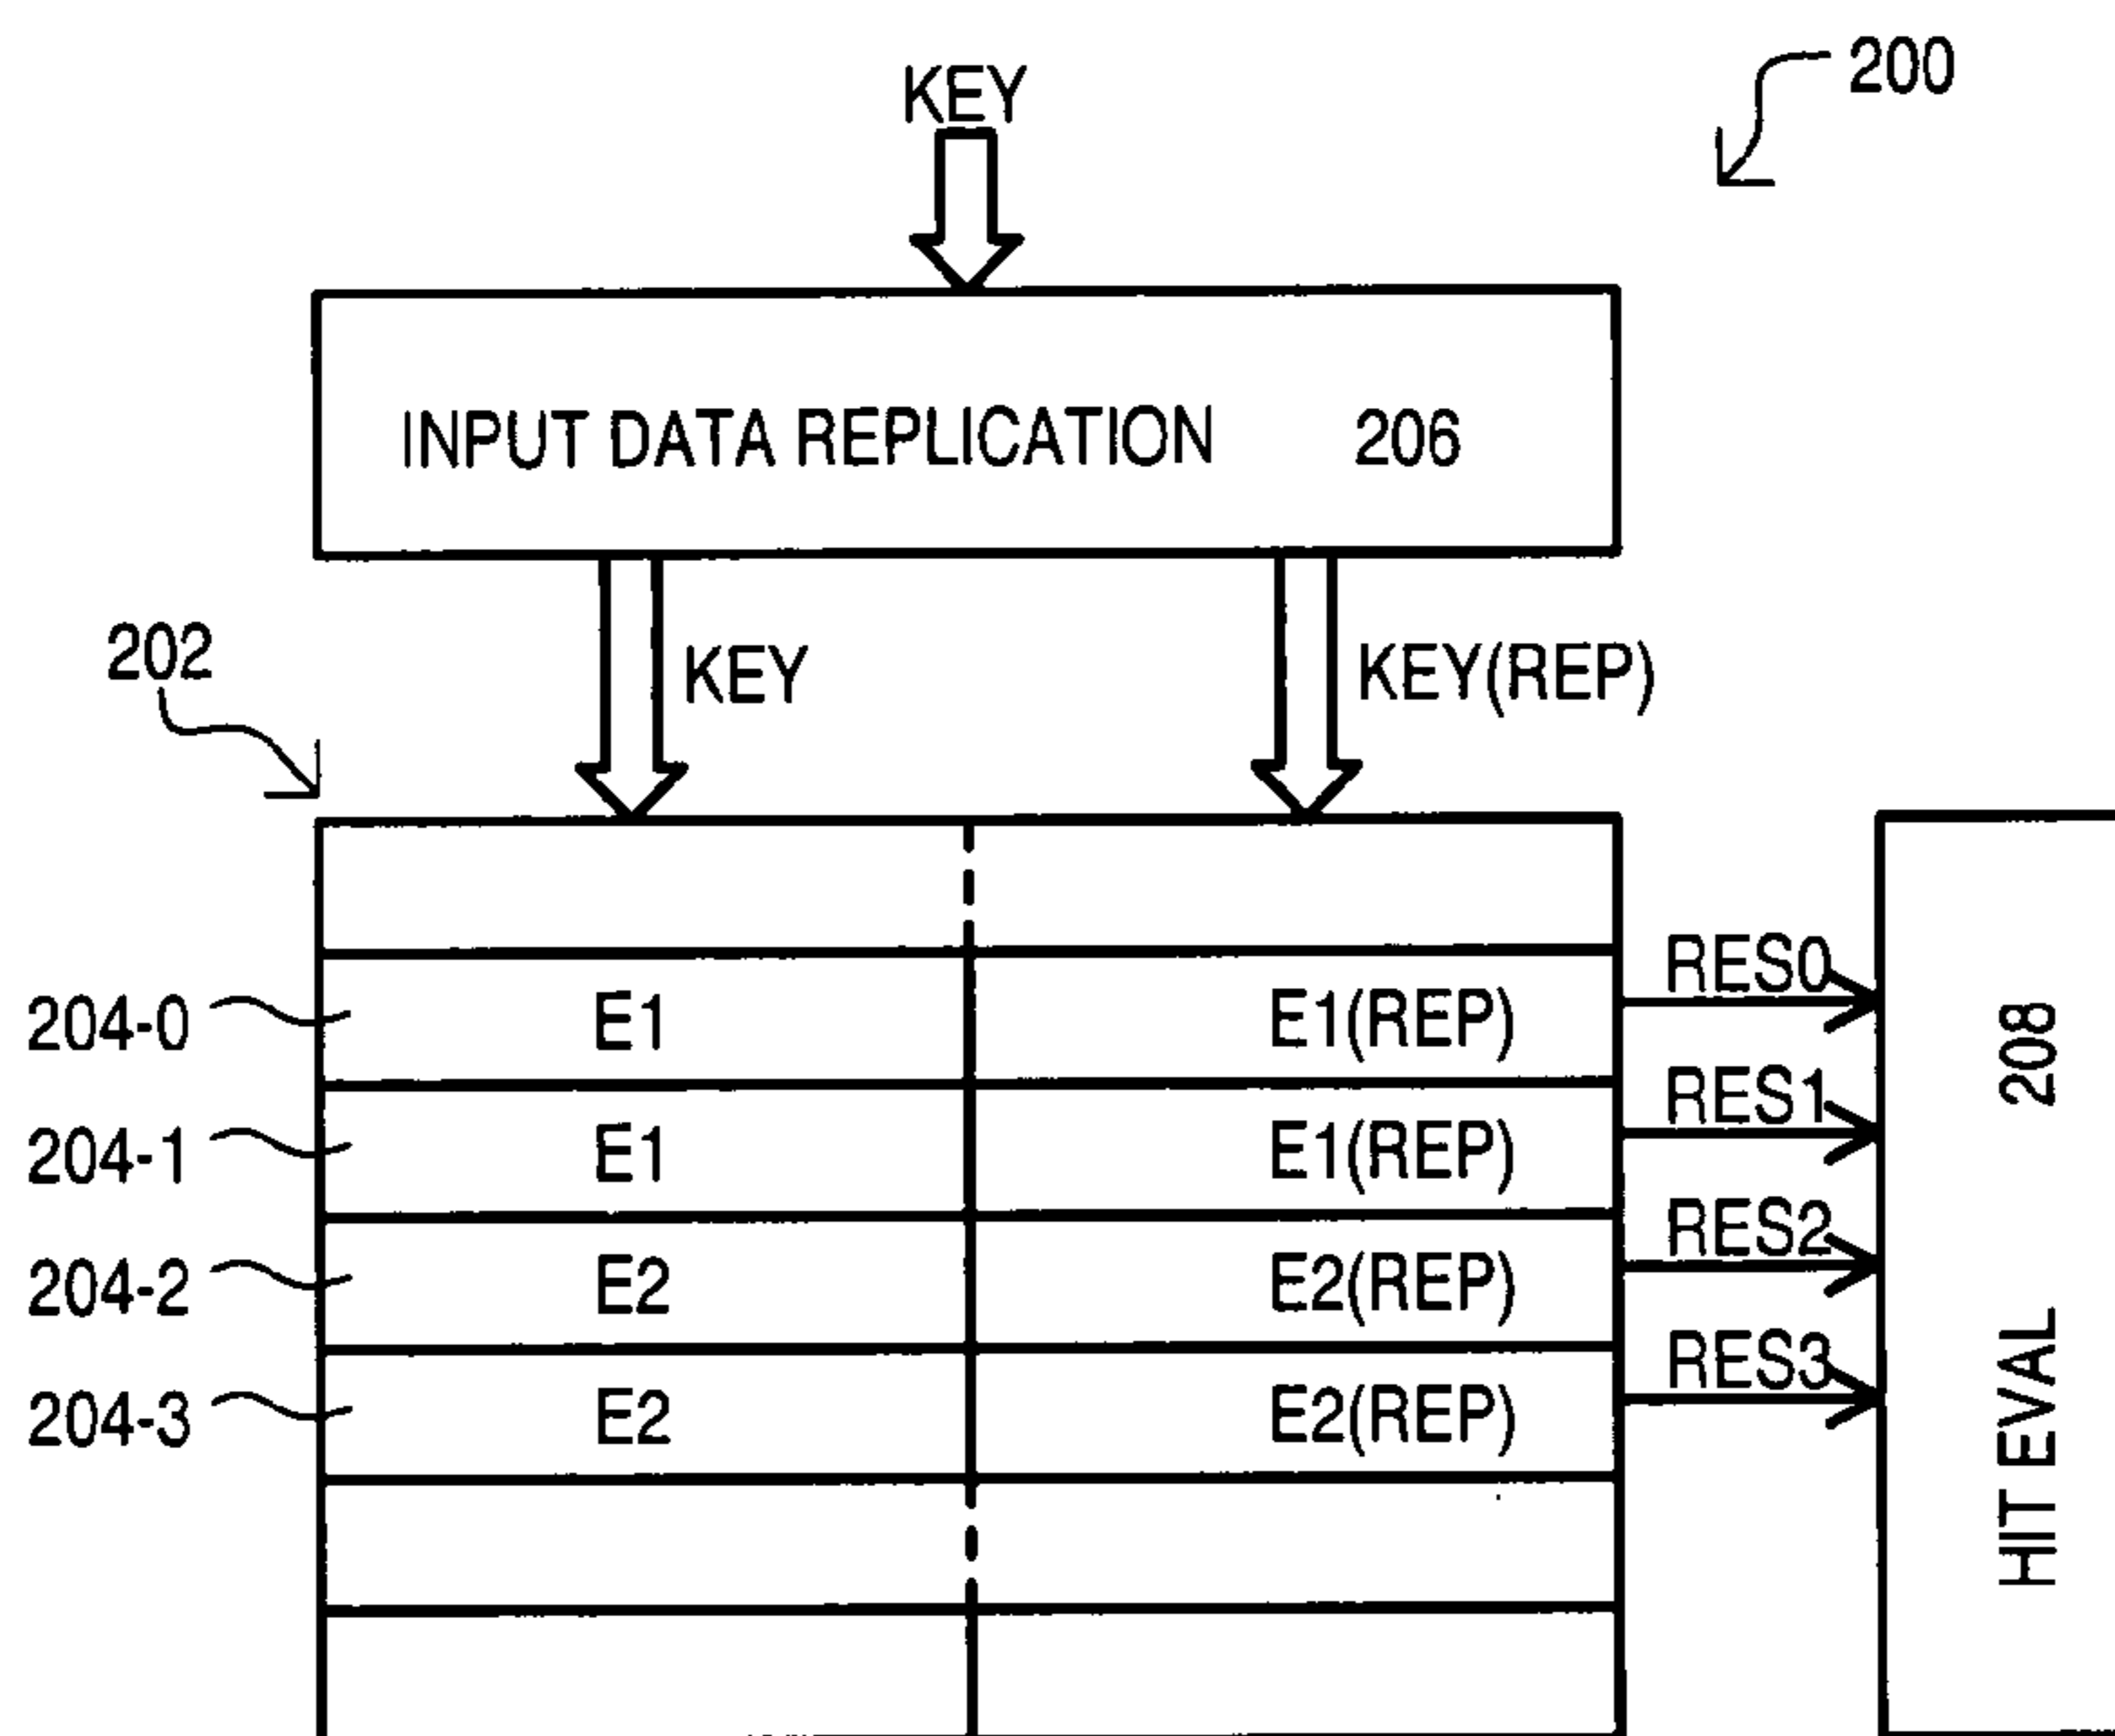 KEY
200
INPUT DATA REPLICATION 206
202
KEY
KEY(REP)
204-0 E1 E1(REP) RES0
204-1 E1 E1(REP) RES1
204-2 E2 E2(REP) RES2
204-3 E2 E2(REP) RES3
HIT EVAL 208